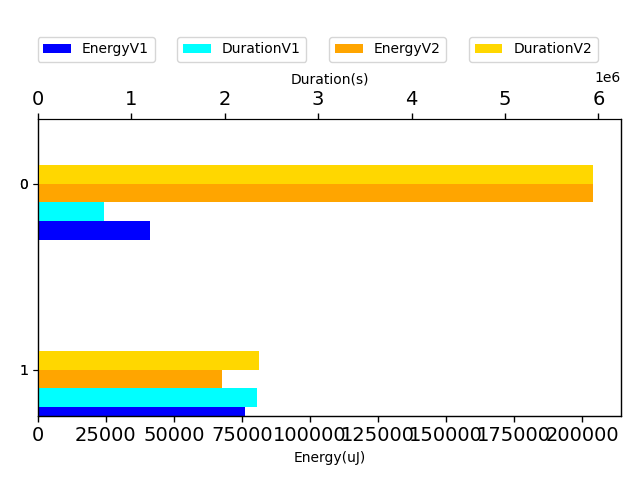 EnergyV1 DurationV1 EnergyV2 DurationV2
Duration(s)
1e6
0 1 2 3 4 5 6
0
1
0 25000 50000 75000 100000 125000 150000 175000 200000
Energy(uJ)